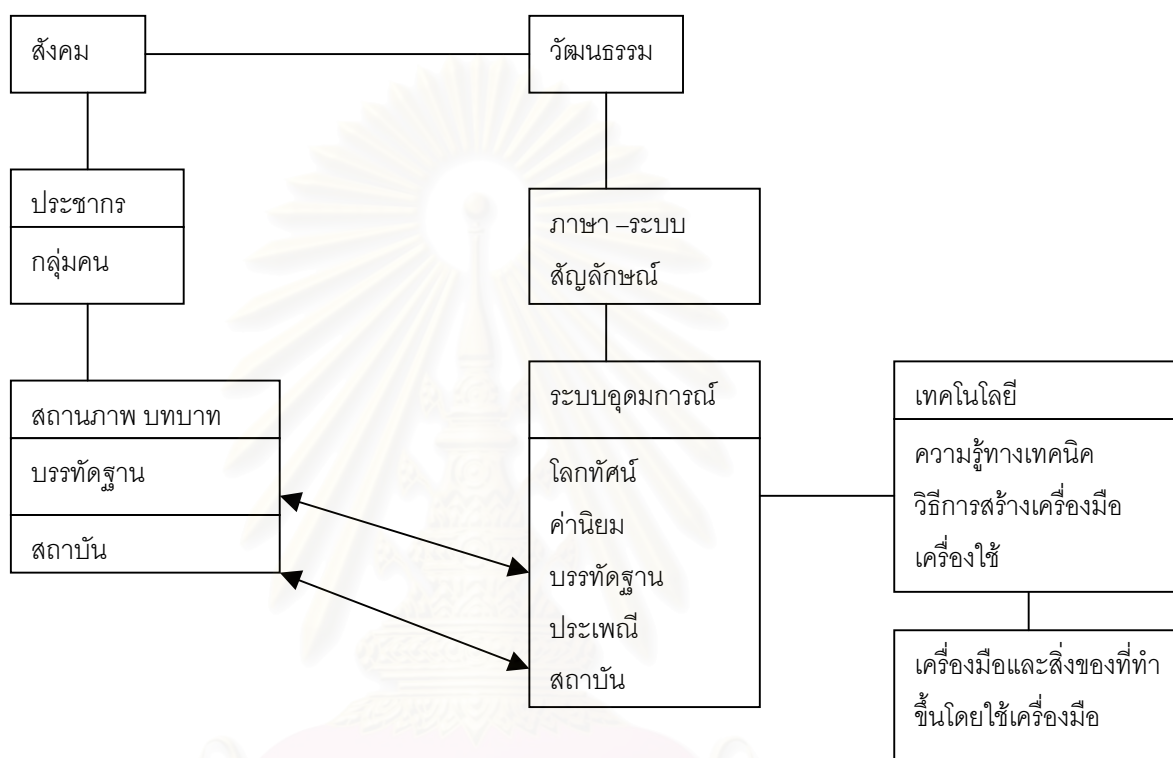 สังคม
วัฒนธรรม
ประชากร
กลุ่มคน
ภาษา –ระบบ
สัญลักษณ์
สถานภาพ บทบาท
บรรทัดฐาน
สถาบัน
ระบบอุดมการณ์
โลกทัศน์
ค่านิยม
บรรทัดฐาน
ประเพณี
สถาบัน
เทคโนโลยี
ความรู้ทางเทคนิค
วิธีการสร้างเครื่องมือ
เครื่องใช้
เครื่องมือและสิ่งของที่ทำ
ขึ้นโดยใช้เครื่องมือ